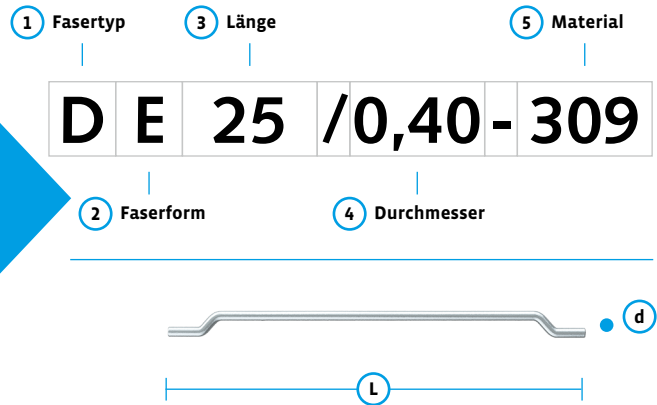 1 Fasertyp 3 Länge 5 Material
D E 25 /0,40- 309
2 Faserform 4 Durchmesser
d
L